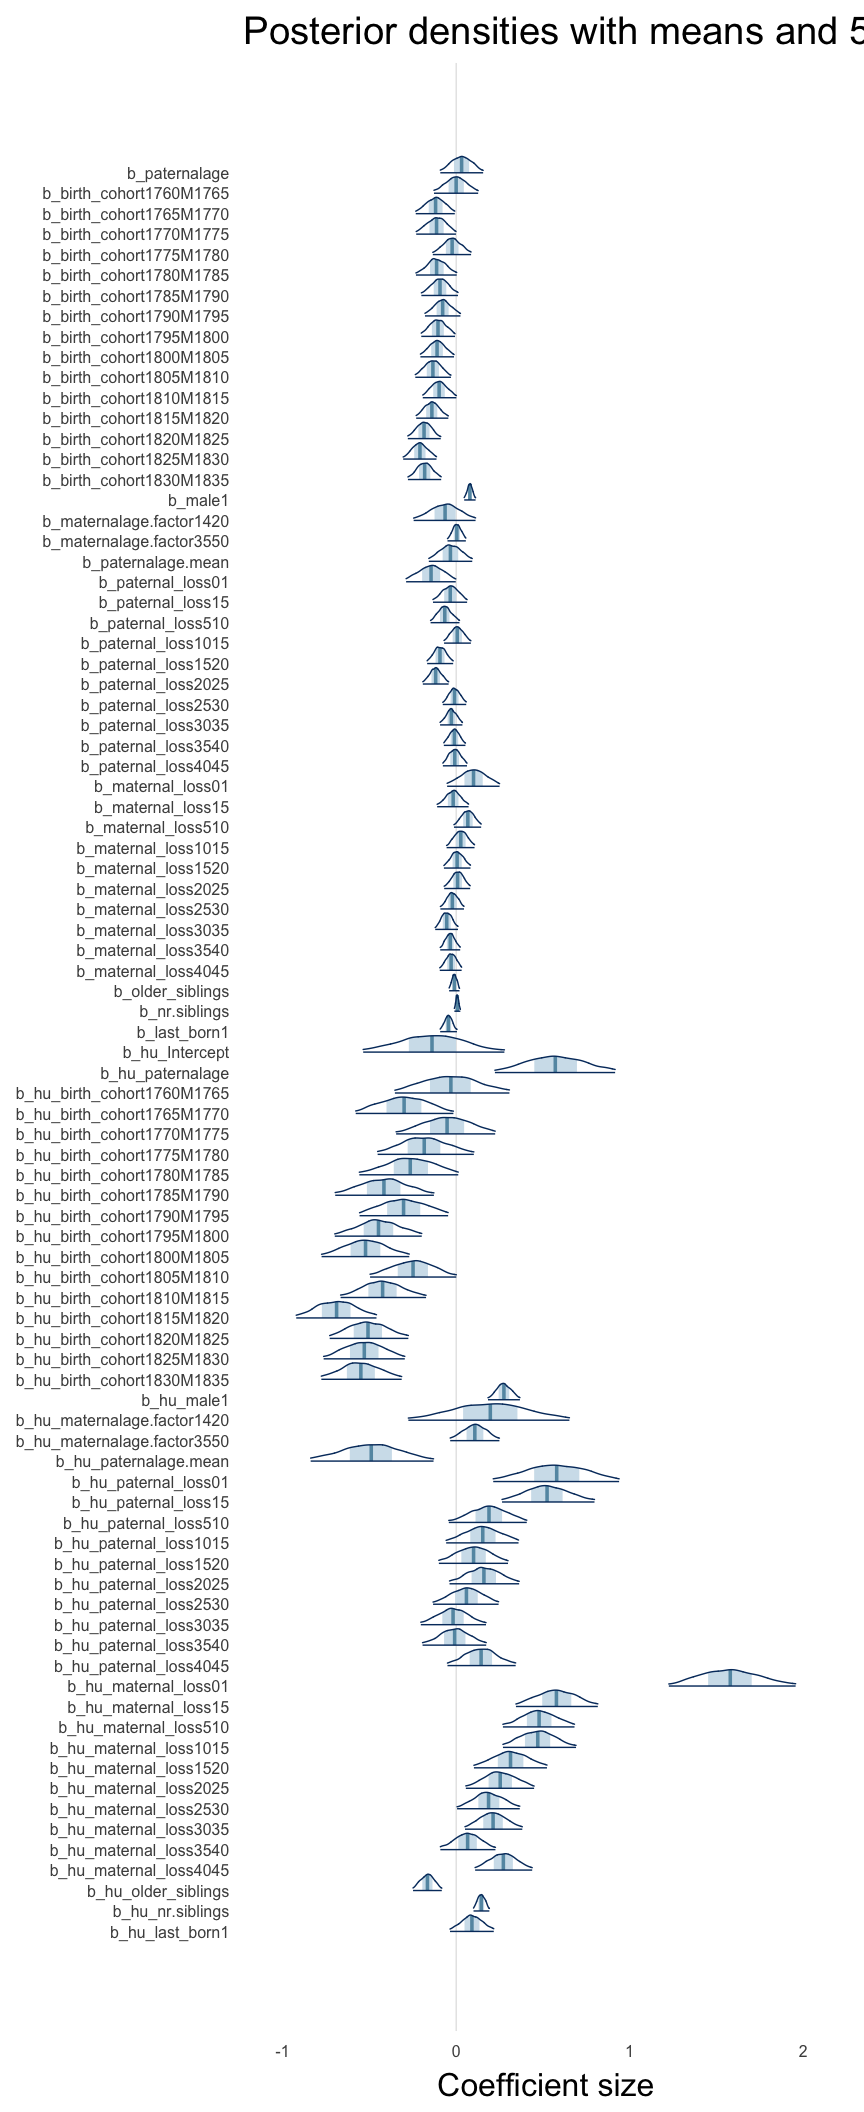 Posterior densities with means and 5
b_paternalage
b_birth_cohort1760M1765
b_birth_cohort1765M1770
b_birth_cohort1770M1775
b_birth_cohort1775M1780
b_birth_cohort1780M1785
b_birth_cohort1785M1790
b_birth_cohort1790M1795
b_birth_cohort1795M1800
b_birth_cohort1800M1805
b_birth_cohort1805M1810
b_birth_cohort1810M1815
b_birth_cohort1815M1820
b_birth_cohort1820M1825
b_birth_cohort1825M1830
b_birth_cohort1830M1835
b_male1
b_maternalage.factor1420
b_maternalage.factor3550
b_paternalage.mean
b_paternal_loss01
b_paternal_loss15
b_paternal_loss510
b_paternal_loss1015
b_paternal_loss1520
b_paternal_loss2025
b_paternal_loss2530
b_paternal_loss3035
b_paternal_loss3540
b_paternal_loss4045
b_maternal_loss01
b_maternal_loss15
b_maternal_loss510
b_maternal_loss1015
b_maternal_loss1520
b_maternal_loss2025
b_maternal_loss2530
b_maternal_loss3035
b_maternal_loss3540
b_maternal_loss4045
b_older_siblings
b_nr.siblings
b_last_born1
b_hu_Intercept
b_hu_paternalage
b_hu_birth_cohort1760M1765
b_hu_birth_cohort1765M1770
b_hu_birth_cohort1770M1775
b_hu_birth_cohort1775M1780
b_hu_birth_cohort1780M1785
b_hu_birth_cohort1785M1790
b_hu_birth_cohort1790M1795
b_hu_birth_cohort1795M1800
b_hu_birth_cohort1800M1805
b_hu_birth_cohort1805M1810
b_hu_birth_cohort1810M1815
b_hu_birth_cohort1815M1820
b_hu_birth_cohort1820M1825
b_hu_birth_cohort1825M1830
b_hu_birth_cohort1830M1835
b_hu_male1
b_hu_maternalage.factor1420
b_hu_maternalage.factor3550
b_hu_paternalage.mean
b_hu_paternal_loss01
b_hu_paternal_loss15
b_hu_paternal_loss510
b_hu_paternal_loss1015
b_hu_paternal_loss1520
b_hu_paternal_loss2025
b_hu_paternal_loss2530
b_hu_paternal_loss3035
b_hu_paternal_loss3540
b_hu_paternal_loss4045
b_hu_maternal_loss01
b_hu_maternal_loss15
b_hu_maternal_loss510
b_hu_maternal_loss1015
b_hu_maternal_loss1520
b_hu_maternal_loss2025
b_hu_maternal_loss2530
b_hu_maternal_loss3035
b_hu_maternal_loss3540
b_hu_maternal_loss4045
b_hu_older_siblings
b_hu_nr.siblings
b_hu_last_born1
-1 0 1 2
Coefficient size